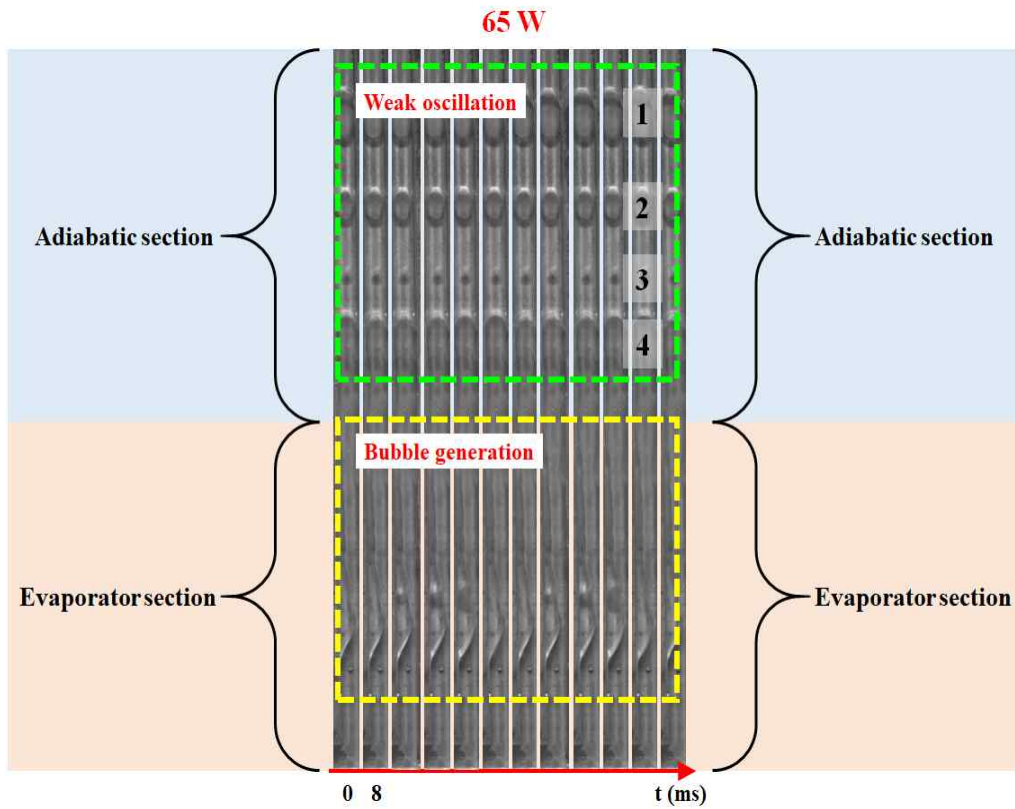 65 W
Weak oscillation
1
2
Adiabatic section
Adiabatic section
3
4
Bubble generation
Evaporator section
Evaporator section
0 8 t (ms)